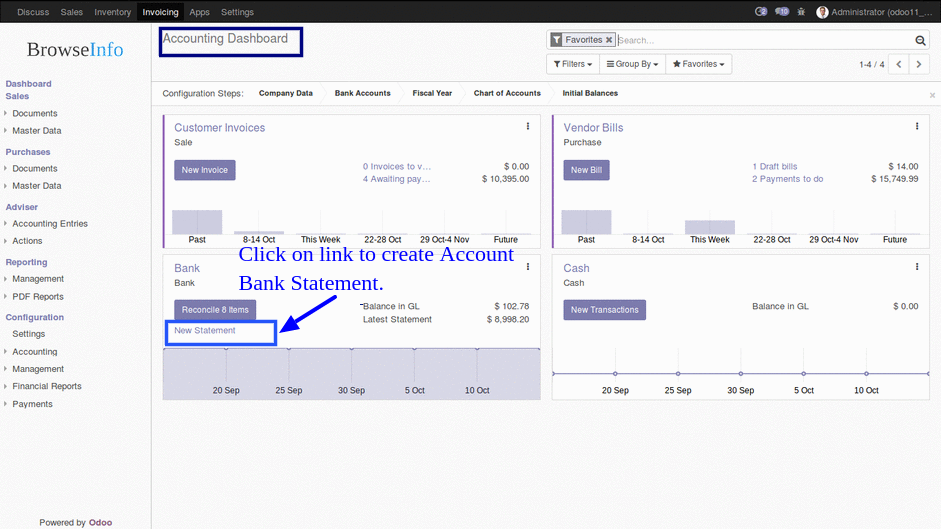 Discuss Sales Inventory Invoicing Apps Settings Administrator (odoo11_...
BrowseInfo
Accounting Dashboard
Favorites Search...
Filters Group By Favorites 1-4 / 4
Configuration Steps: Company Data Bank Accounts Fiscal Year Chart of Accounts Initial Balances
Dashboard
Sales
Documents
Master Data
Purchases
Documents
Master Data
Adviser
Accounting Entries
Actions
Reporting
Management
PDF Reports
Configuration
Settings
Accounting
Management
Financial Reports
Payments
Powered by Odoo
Customer Invoices
Sale
New Invoice
0 Invoices to v... $ 0.00
4 Awaiting pay... $ 10,395.00
Past 8-14 Oct This Week 22-28 Oct 29 Oct-4 Nov Future
Vendor Bills
Purchase
New Bill
1 Draft bills $ 14.00
2 Payments to do $ 15,749.99
Past 8-14 Oct This Week 22-28 Oct 29 Oct-4 Nov Future
Click on link to create Account
Bank Statement.
Bank
Bank
Reconcile 8 Items
New Statement
Balance in GL $ 102.78
Latest Statement $ 8,998.20
20 Sep 25 Sep 30 Sep 5 Oct 10 Oct
Cash
Cash
New Transactions
Balance in GL $ 0.00
20 Sep 25 Sep 30 Sep 5 Oct 10 Oct